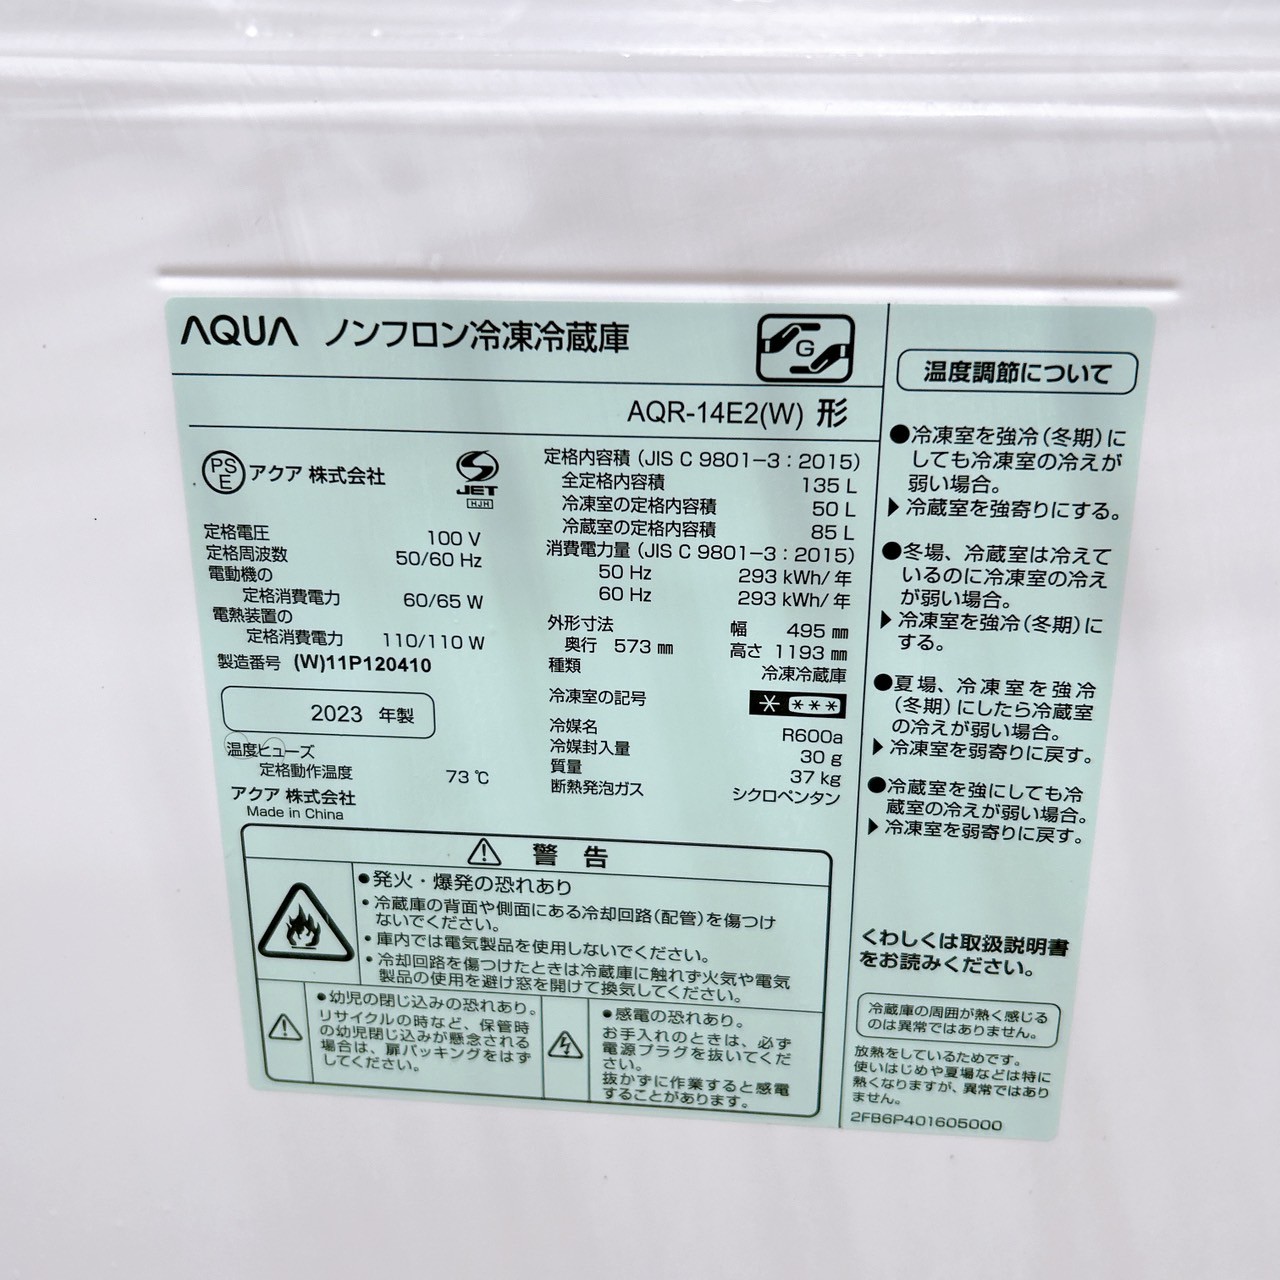 AQUA ノンフロン冷凍冷蔵庫
G
AQR-14E2(W) 形
PS
E
アクア 株式会社
JET
HJH
定格電圧 100 V
定格周波数 50/60 Hz
電動機の
定格消費電力 60/65 W
電熱装置の
定格消費電力 110/110 W
製造番号 (W)11P120410
2023 年製
温度ヒューズ
定格動作温度 73 ℃
アクア 株式会社
Made in China
定格内容積 (JIS C 9801-3 : 2015)
全定格内容積 135 L
冷凍室の定格内容積 50 L
冷蔵室の定格内容積 85 L
消費電力量 (JIS C 9801-3 : 2015)
50 Hz 293 kWh/年
60 Hz 293 kWh/年
外形寸法 幅 495 ㎜
奥行 573 ㎜ 高さ 1193 ㎜
種類 冷凍冷蔵庫
冷凍室の記号 * ***
冷媒名 R600a
冷媒封入量 30 g
質量 37 kg
断熱発泡ガス シクロペンタン
警告
●発火・爆発の恐れあり
・冷蔵庫の背面や側面にある冷却回路(配管)を傷つけ
ないでください。
・庫内では電気製品を使用しないでください。
・冷却回路を傷つけたときは冷蔵庫に触れず火気や電気
製品の使用を避け窓を開けて換気してください。
●幼児の閉じ込みの恐れあり。
リサイクルの時など、保管時
の幼児閉じ込みが懸念される
場合は、扉パッキングをはず
してください。
●感電の恐れあり。
お手入れのときは、必ず
電源プラグを抜いてくだ
さい。
抜かずに作業すると感電
することがあります。
温度調節について
●冷凍室を強冷(冬期)に
しても冷凍室の冷えが
弱い場合。
▶冷蔵室を強寄りにする。
●冬場、冷蔵室は冷えて
いるのに冷凍室の冷え
が弱い場合。
▶冷凍室を強冷(冬期)に
する。
●夏場、冷凍室を強冷
(冬期)にしたら冷蔵室
の冷えが弱い場合。
▶冷凍室を弱寄りに戻す。
●冷蔵室を強にしても冷
蔵室の冷えが弱い場合。
▶冷凍室を弱寄りに戻す。
くわしくは取扱説明書
をお読みください。
冷蔵庫の周囲が熱く感じる
のは異常ではありません。
放熱をしているためです。
使いはじめや夏場などは特に
熱くなりますが、異常ではあり
ません。
2FB6P401605000